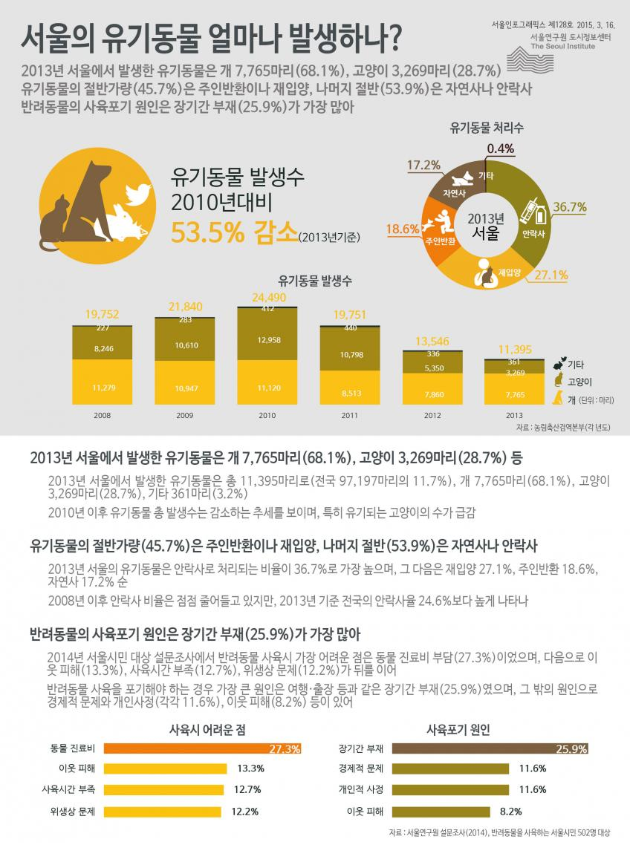 서울의 유기동물 얼마나 발생하나?
서울인포그래픽스 제128호 2015. 3. 16.
서울연구원 도시정보센터
The Seoul Institute
2013년 서울에서 발생한 유기동물은 개 7,765마리(68.1%), 고양이 3,269마리(28.7%)
유기동물의 절반가량(45.7%)은 주인반환이나 재입양, 나머지 절반(53.9%)은 자연사나 안락사
반려동물의 사육포기 원인은 장기간 부재(25.9%)가 가장 많아
유기동물 발생수
2010년대비
53.5% 감소(2013년기준)
유기동물 처리수
0.4%
기타
17.2%
자연사
36.7%
안락사
2013년
서울
18.6%
주인반환
재입양
27.1%
유기동물 발생수
19,752
227
8,246
11,279
2008
21,840
283
10,610
10,947
2009
24,490
412
12,958
11,120
2010
19,751
440
10,798
8,513
2011
13,546
336
5,350
7,860
2012
11,395
361
3,269
7,765
2013
기타
고양이
개 (단위 : 마리)
자료 : 농림축산검역본부(각 년도)
2013년 서울에서 발생한 유기동물은 개 7,765마리(68.1%), 고양이 3,269마리(28.7%) 등
2013년 서울에서 발생한 유기동물은 총 11,395마리로(전국 97,197마리의 11.7%), 개 7,765마리(68.1%), 고양이
3,269마리(28.7%), 기타 361마리(3.2%)
2010년 이후 유기동물 총 발생수는 감소하는 추세를 보이며, 특히 유기되는 고양이의 수가 급감
유기동물의 절반가량(45.7%)은 주인반환이나 재입양, 나머지 절반(53.9%)은 자연사나 안락사
2013년 서울의 유기동물은 안락사로 처리되는 비율이 36.7%로 가장 높으며, 그 다음은 재입양 27.1%, 주인반환 18.6%,
자연사 17.2% 순
2008년 이후 안락사 비율은 점점 줄어들고 있지만, 2013년 기준 전국의 안락사율 24.6%보다 높게 나타나
반려동물의 사육포기 원인은 장기간 부재(25.9%)가 가장 많아
2014년 서울시민 대상 설문조사에서 반려동물 사육시 가장 어려운 점은 동물 진료비 부담(27.3%)이었으며, 다음으로 이
웃 피해(13.3%), 사육시간 부족(12.7%), 위생상 문제(12.2%)가 뒤를 이어
반려동물 사육을 포기해야 하는 경우 가장 큰 원인은 여행·출장 등과 같은 장기간 부재(25.9%)였으며, 그 밖의 원인으로
경제적 문제와 개인사정(각각 11.6%), 이웃 피해(8.2%) 등이 있어
사육시 어려운 점
동물 진료비 27.3%
이웃 피해 13.3%
사육시간 부족 12.7%
위생상 문제 12.2%
사육포기 원인
장기간 부재 25.9%
경제적 문제 11.6%
개인적 사정 11.6%
이웃 피해 8.2%
자료 : 서울연구원 설문조사(2014), 반려동물을 사육하는 서울시민 502명 대상